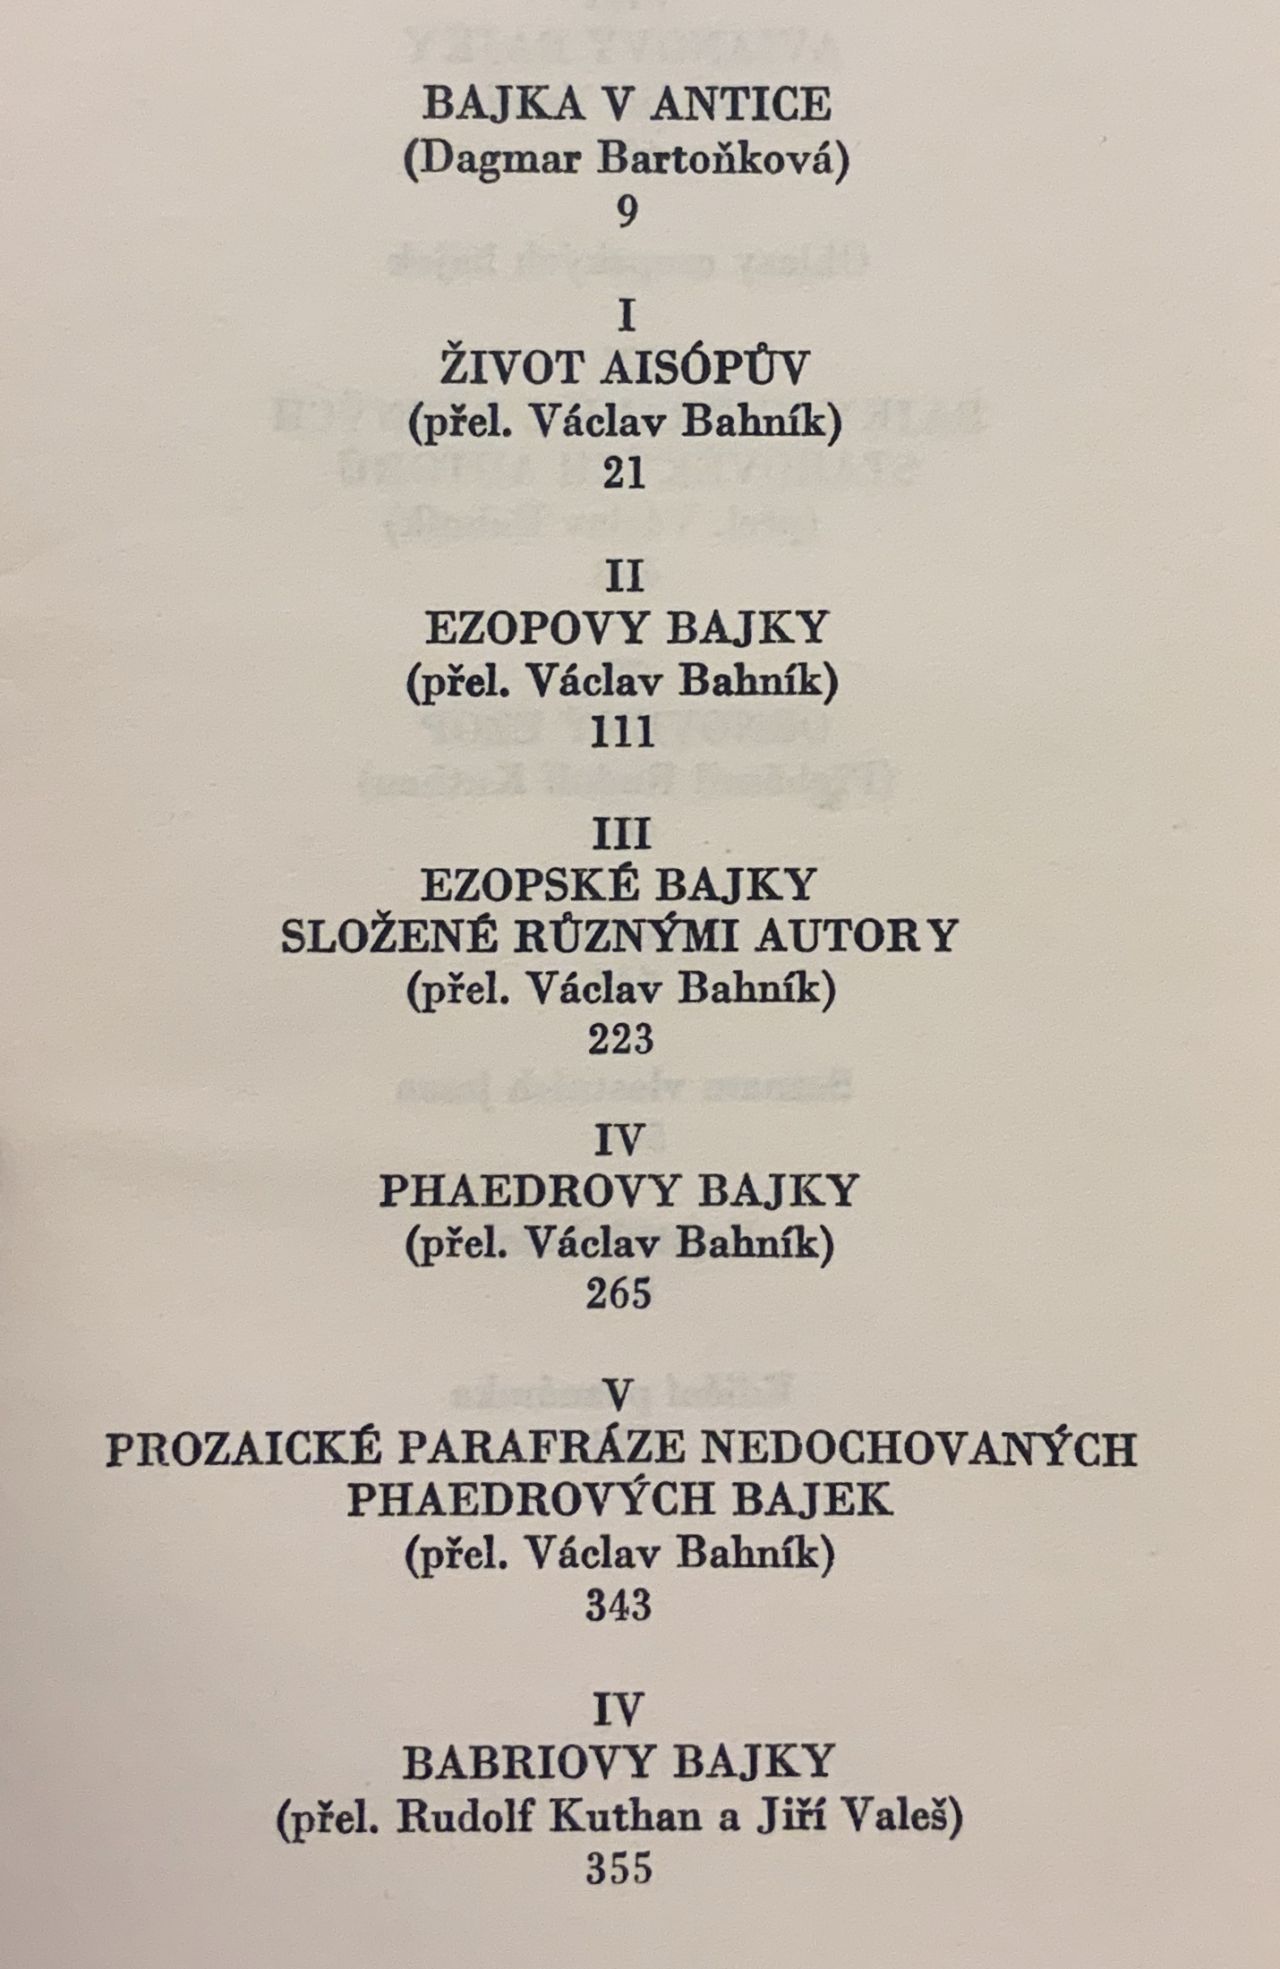 BAJKA V ANTICE
(Dagmar Bartoňková)
9
I
ŽIVOT AISÓPŮV
(přel. Václav Bahník)
21
II
EZOPOVY BAJKY
(přel. Václav Bahník)
111
III
EZOPSKÉ BAJKY
SLOŽENÉ RŮZNÝMI AUTORY
(přel. Václav Bahník)
223
IV
PHAEDROVY BAJKY
(přel. Václav Bahník)
265
V
PROZAICKÉ PARAFRÁZE NEDOCHOVANÝCH
PHAEDROVÝCH BAJEK
(přel. Václav Bahník)
343
IV
BABRIOVY BAJKY
(přel. Rudolf Kuthan a Jiří Valeš)
355